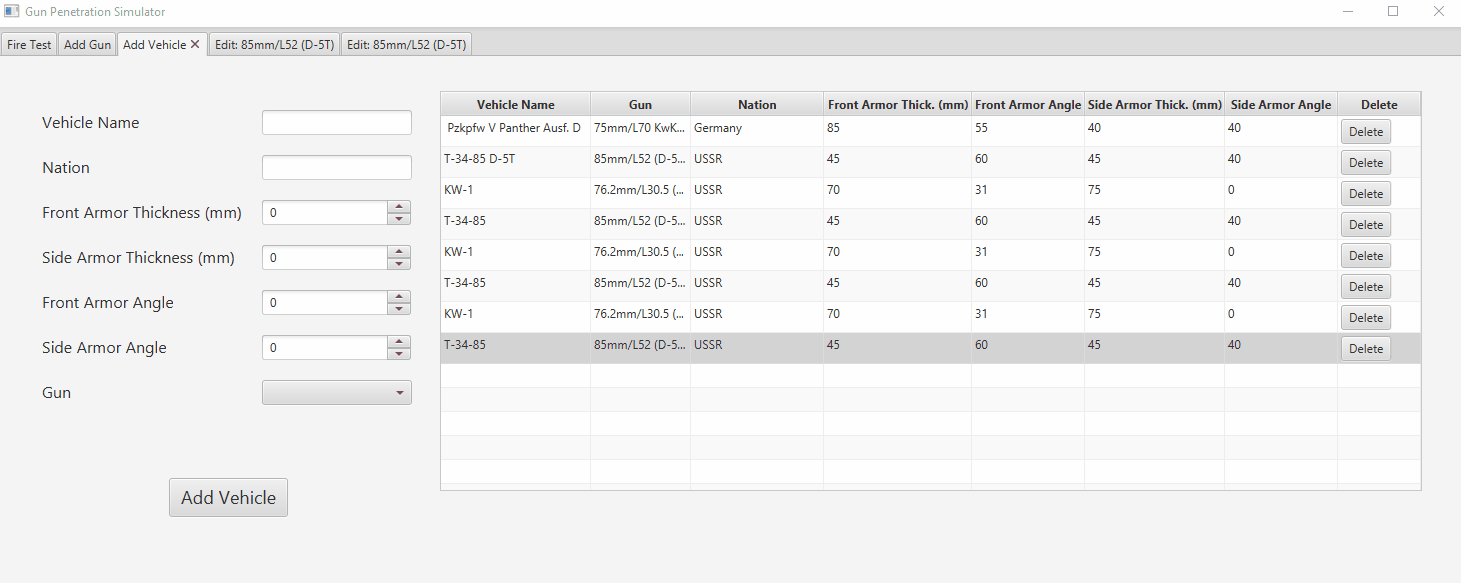 Gun Penetration Simulator
Fire Test Add Gun Add Vehicle Edit: 85mm/L52 (D-5T) Edit: 85mm/L52 (D-5T)
Vehicle Name
Nation
Front Armor Thickness (mm) 0
Side Armor Thickness (mm) 0
Front Armor Angle 0
Side Armor Angle 0
Gun
Add Vehicle
Vehicle Name Gun Nation Front Armor Thick. (mm) Front Armor Angle Side Armor Thick. (mm) Side Armor Angle Delete
Pzkpfw V Panther Ausf. D 75mm/L70 KwK... Germany 85 55 40 40 Delete
T-34-85 D-5T 85mm/L52 (D-5... USSR 45 60 45 40 Delete
KW-1 76.2mm/L30.5 (... USSR 70 31 75 0 Delete
T-34-85 85mm/L52 (D-5... USSR 45 60 45 40 Delete
KW-1 76.2mm/L30.5 (... USSR 70 31 75 0 Delete
T-34-85 85mm/L52 (D-5... USSR 45 60 45 40 Delete
KW-1 76.2mm/L30.5 (... USSR 70 31 75 0 Delete
T-34-85 85mm/L52 (D-5... USSR 45 60 45 40 Delete